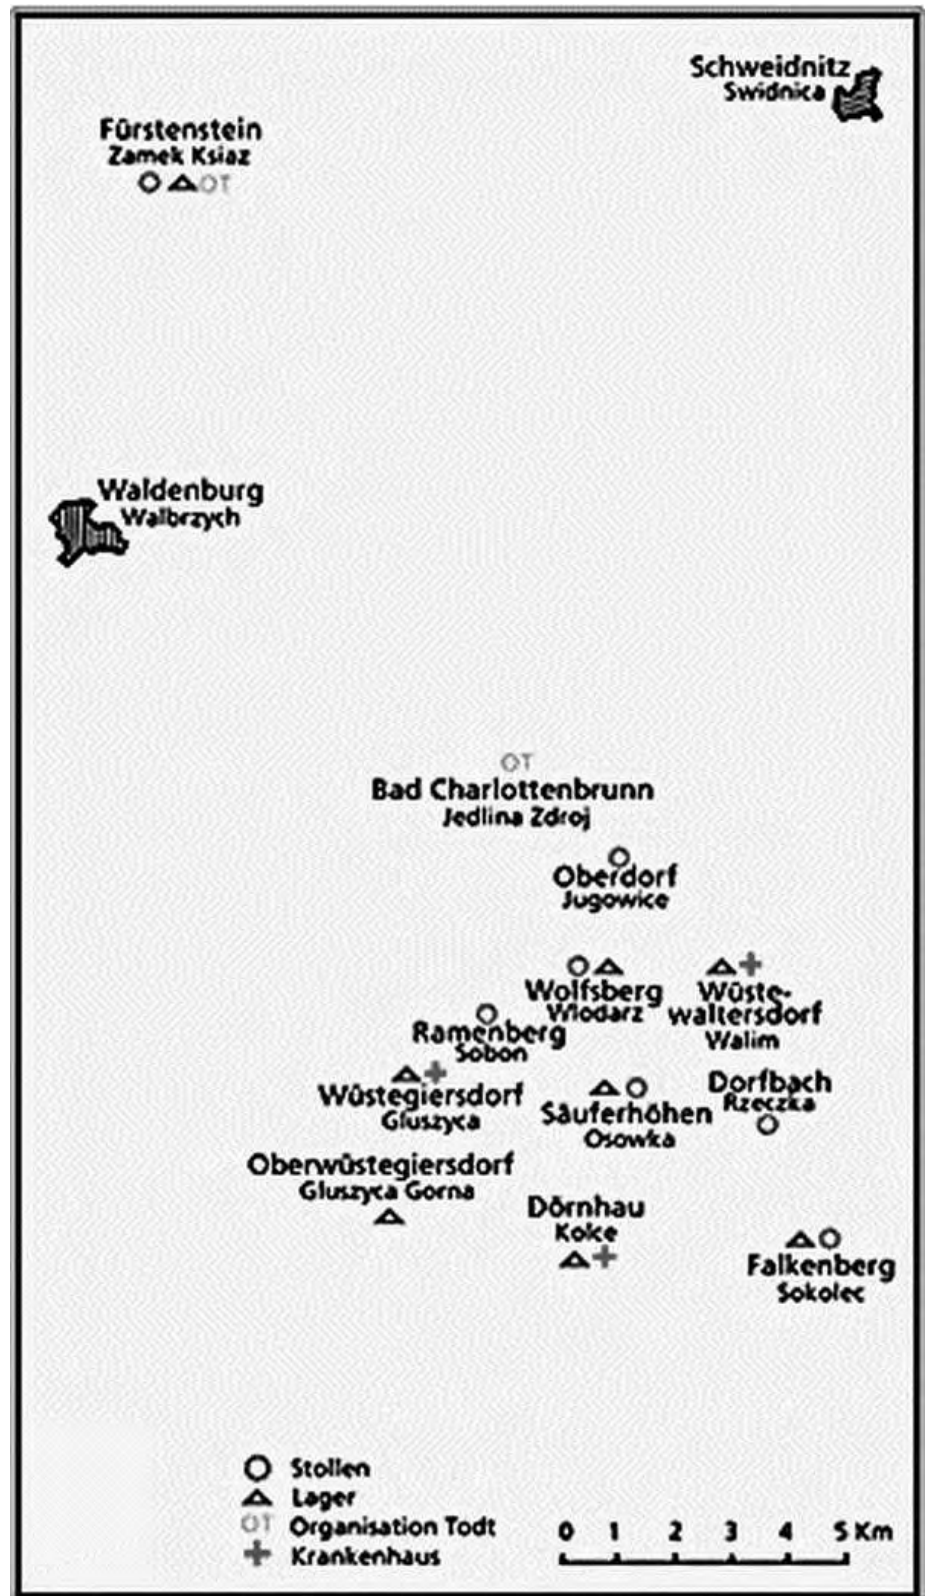 Schweidnitz
Swidnica
Fürstenstein
Zamek Ksiaz
OT
Waldenburg
Walbrzych
OT
Bad Charlottenbrunn
Jedlina Zdroj
Oberdorf
Jugowice
Wolfsberg
Wlodarz
Wüste-
waltersdorf
Walim
Ramenberg
Sobon
Wüstegiersdorf
Gluszyca
Säuferhöhen
Osowka
Dorfbach
Rzeczka
Oberwüstegiersdorf
Gluszyca Gorna
Dörnhau
Kolce
Falkenberg
Sokolec
Stollen
Lager
OT Organisation Todt
Krankenhaus
0 1 2 3 4 5 Km